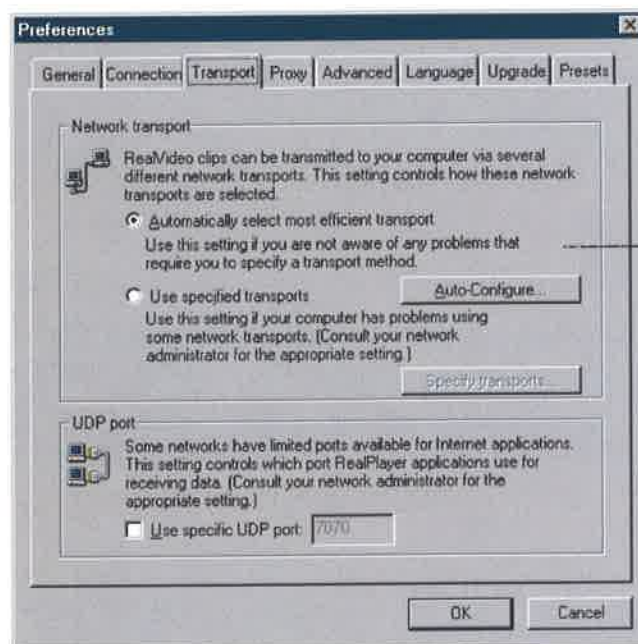 Preferences
General Connection Transport Proxy Advanced Language Upgrade Presets
Network transport
RealVideo clips can be transmitted to your computer via several
different network transports. This setting controls how these network
transports are selected.
Automatically select most efficient transport
Use this setting if you are not aware of any problems that
require you to specify a transport method.
Use specified transports
Auto-Configure...
Use this setting if your computer has problems using
some network transports. (Consult your network
administrator for the appropriate setting.)
Specify transports...
UDP port
Some networks have limited ports available for Internet applications.
This setting controls which port RealPlayer applications use for
receiving data. (Consult your network administrator for the
appropriate setting.)
Use specific UDP port: 7070
OK Cancel